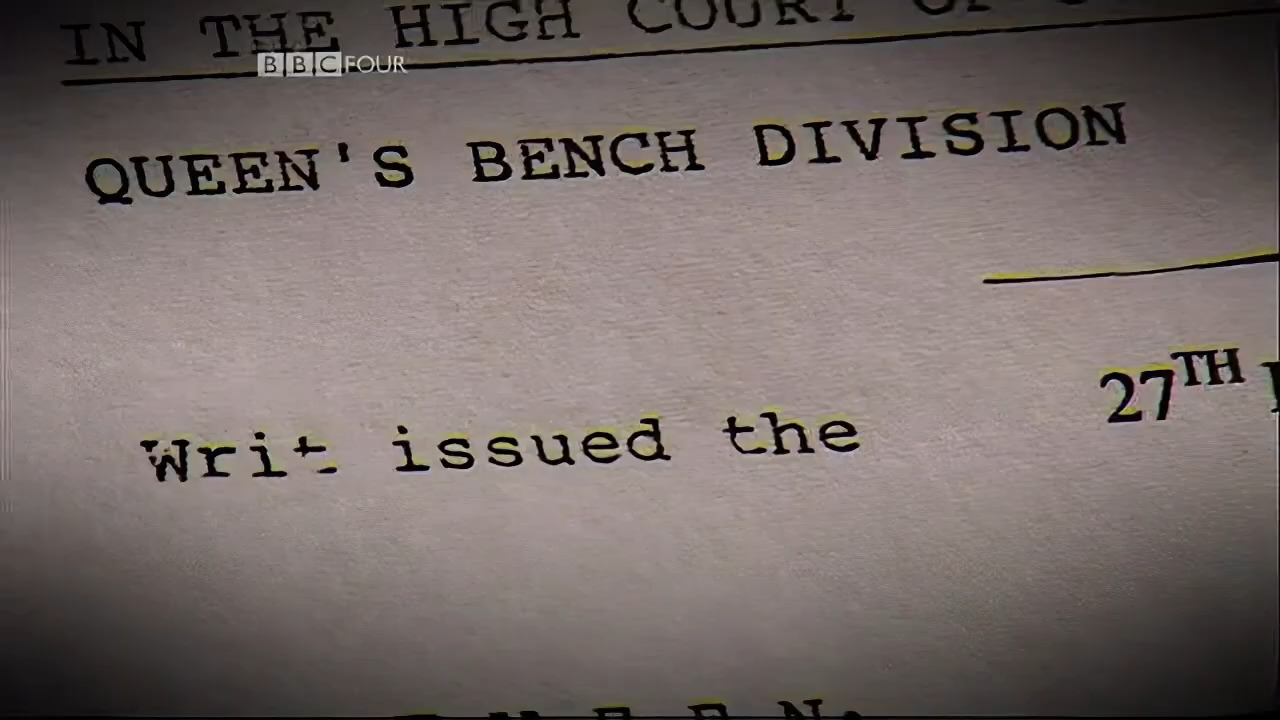 IN THE HIGH COURT
BBC FOUR
QUEEN'S BENCH DIVISION
27TH
Writ issued the